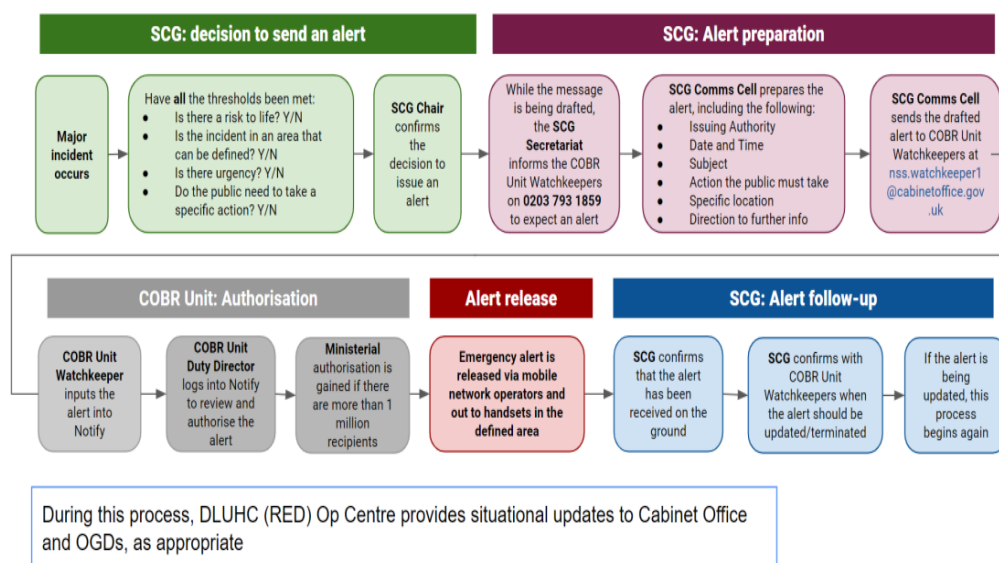 SCG: decision to send an alert
SCG: Alert preparation
Major
incident
occurs
Have all the thresholds been met:
● Is there a risk to life? Y/N
● Is the incident in an area that
can be defined? Y/N
● Is there urgency? Y/N
● Do the public need to take a
specific action? Y/N
SCG Chair
confirms
the
decision to
issue an
alert
While the message
is being drafted,
the SCG
Secretariat
informs the COBR
Unit Watchkeepers
on 0203 793 1859
to expect an alert
SCG Comms Cell prepares the
alert, including the following:
● Issuing Authority
● Date and Time
● Subject
● Action the public must take
● Specific location
● Direction to further info
SCG Comms Cell
sends the drafted
alert to COBR Unit
Watchkeepers at
nss.watchkeeper1
@cabinetoffice.gov
.uk
COBR Unit: Authorisation
Alert release
SCG: Alert follow-up
COBR Unit
Watchkeeper
inputs the
alert into
Notify
COBR Unit
Duty Director
logs into Notify
to review and
authorise the
alert
Ministerial
authorisation is
gained if there
are more than 1
million
recipients
Emergency alert is
released via mobile
network operators and
out to handsets in the
defined area
SCG confirms
that the alert
has been
received on the
ground
SCG confirms with
COBR Unit
Watchkeepers when
the alert should be
updated/terminated
If the alert is
being
updated, this
process
begins again
During this process, DLUHC (RED) Op Centre provides situational updates to Cabinet Office
and OGDs, as appropriate